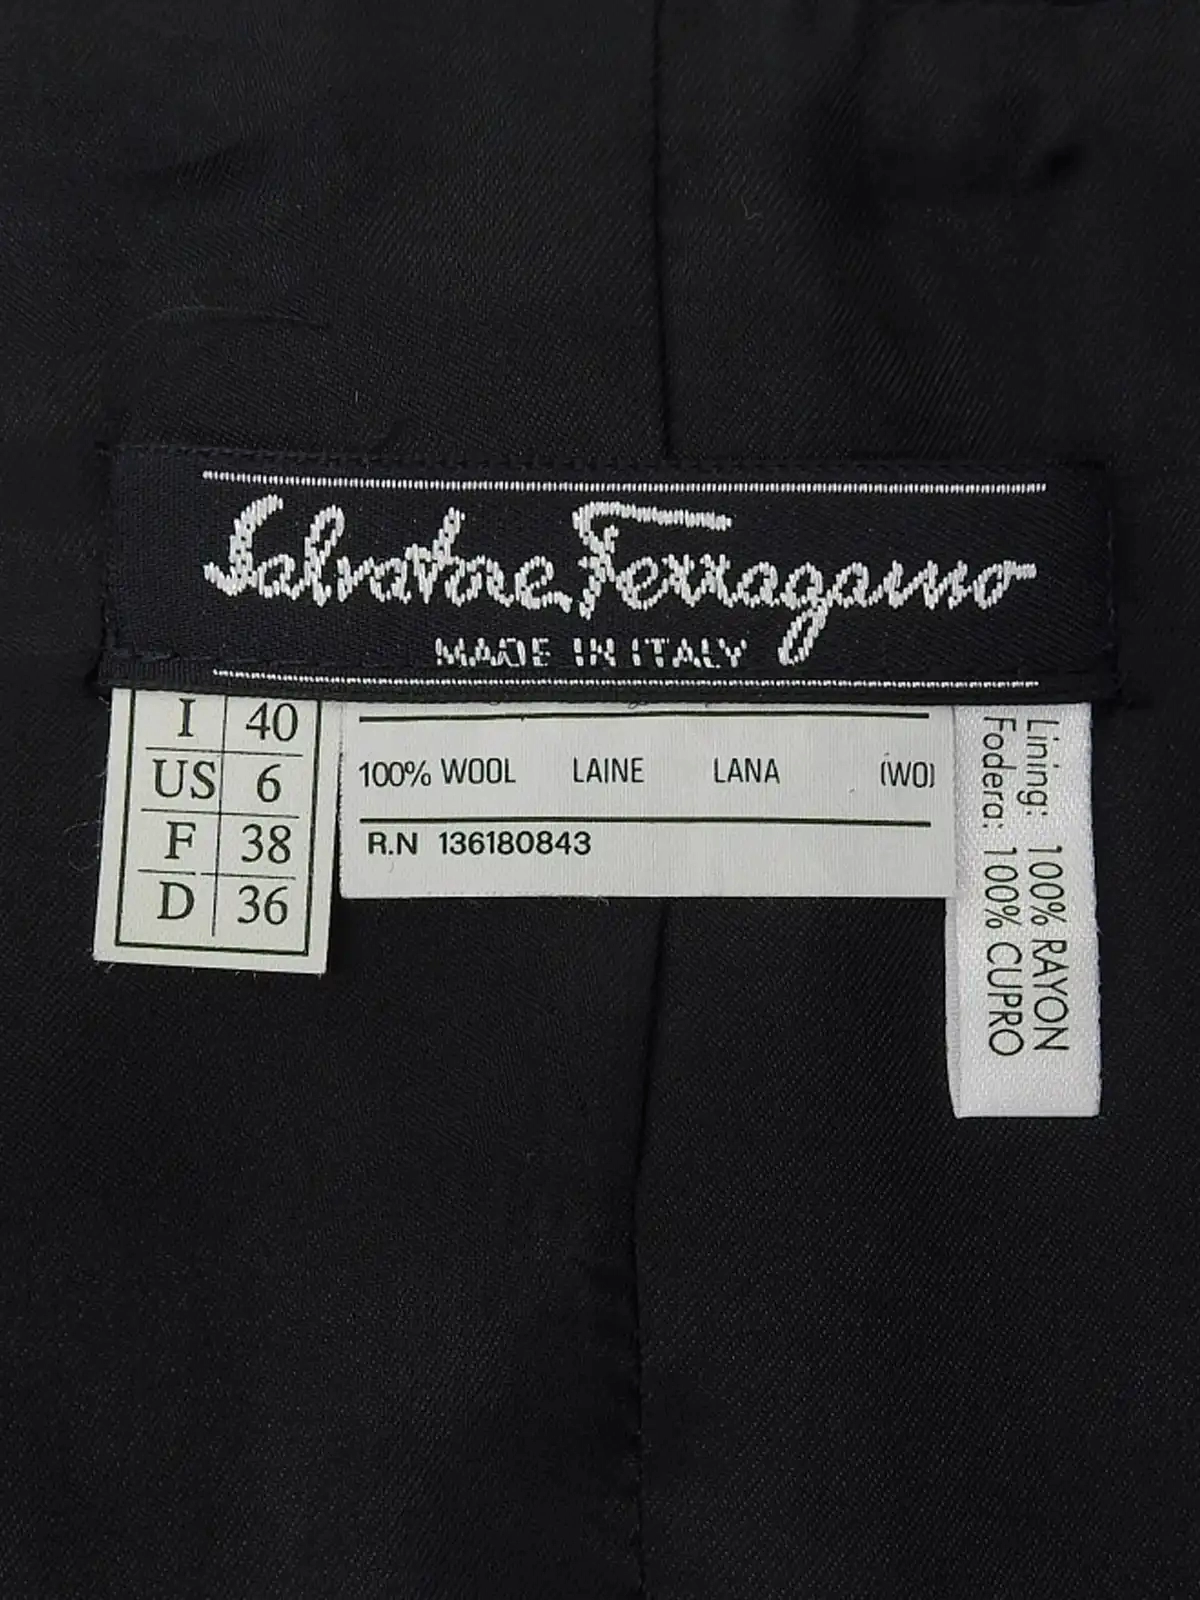 Salvatore Ferragamo
MADE IN ITALY
I 40
US 6
F 38
D 36
100% WOOL LAINE LANA (WO)
R.N 136180843
Lining: 100% RAYON
Fodera: 100% CUPRO